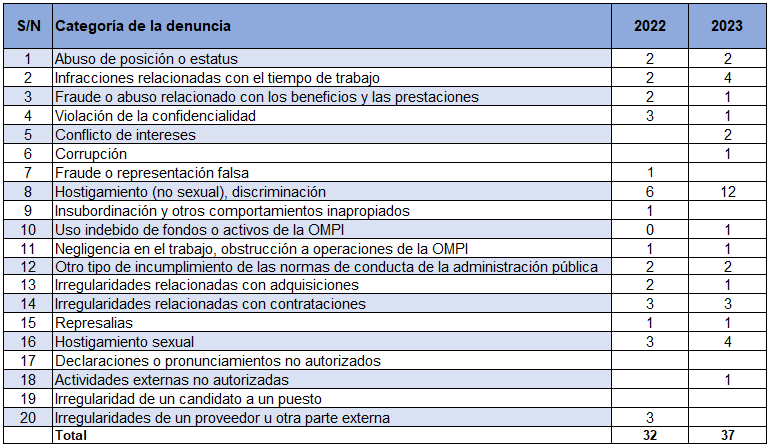 S/N Categoría de la denuncia 2022 2023
1 Abuso de posición o estatus 2 2
2 Infracciones relacionadas con el tiempo de trabajo 2 4
3 Fraude o abuso relacionado con los beneficios y las prestaciones 2 1
4 Violación de la confidencialidad 3 1
5 Conflicto de intereses 2
6 Corrupción 1
7 Fraude o representación falsa 1
8 Hostigamiento (no sexual), discriminación 6 12
9 Insubordinación y otros comportamientos inapropiados 1
10 Uso indebido de fondos o activos de la OMPI 0 1
11 Negligencia en el trabajo, obstrucción a operaciones de la OMPI 1 1
12 Otro tipo de incumplimiento de las normas de conducta de la administración pública 2 2
13 Irregularidades relacionadas con adquisiciones 2 1
14 Irregularidades relacionadas con contrataciones 3 3
15 Represalias 1 1
16 Hostigamiento sexual 3 4
17 Declaraciones o pronunciamientos no autorizados
18 Actividades externas no autorizadas 1
19 Irregularidad de un candidato a un puesto
20 Irregularidades de un proveedor u otra parte externa 3
Total 32 37